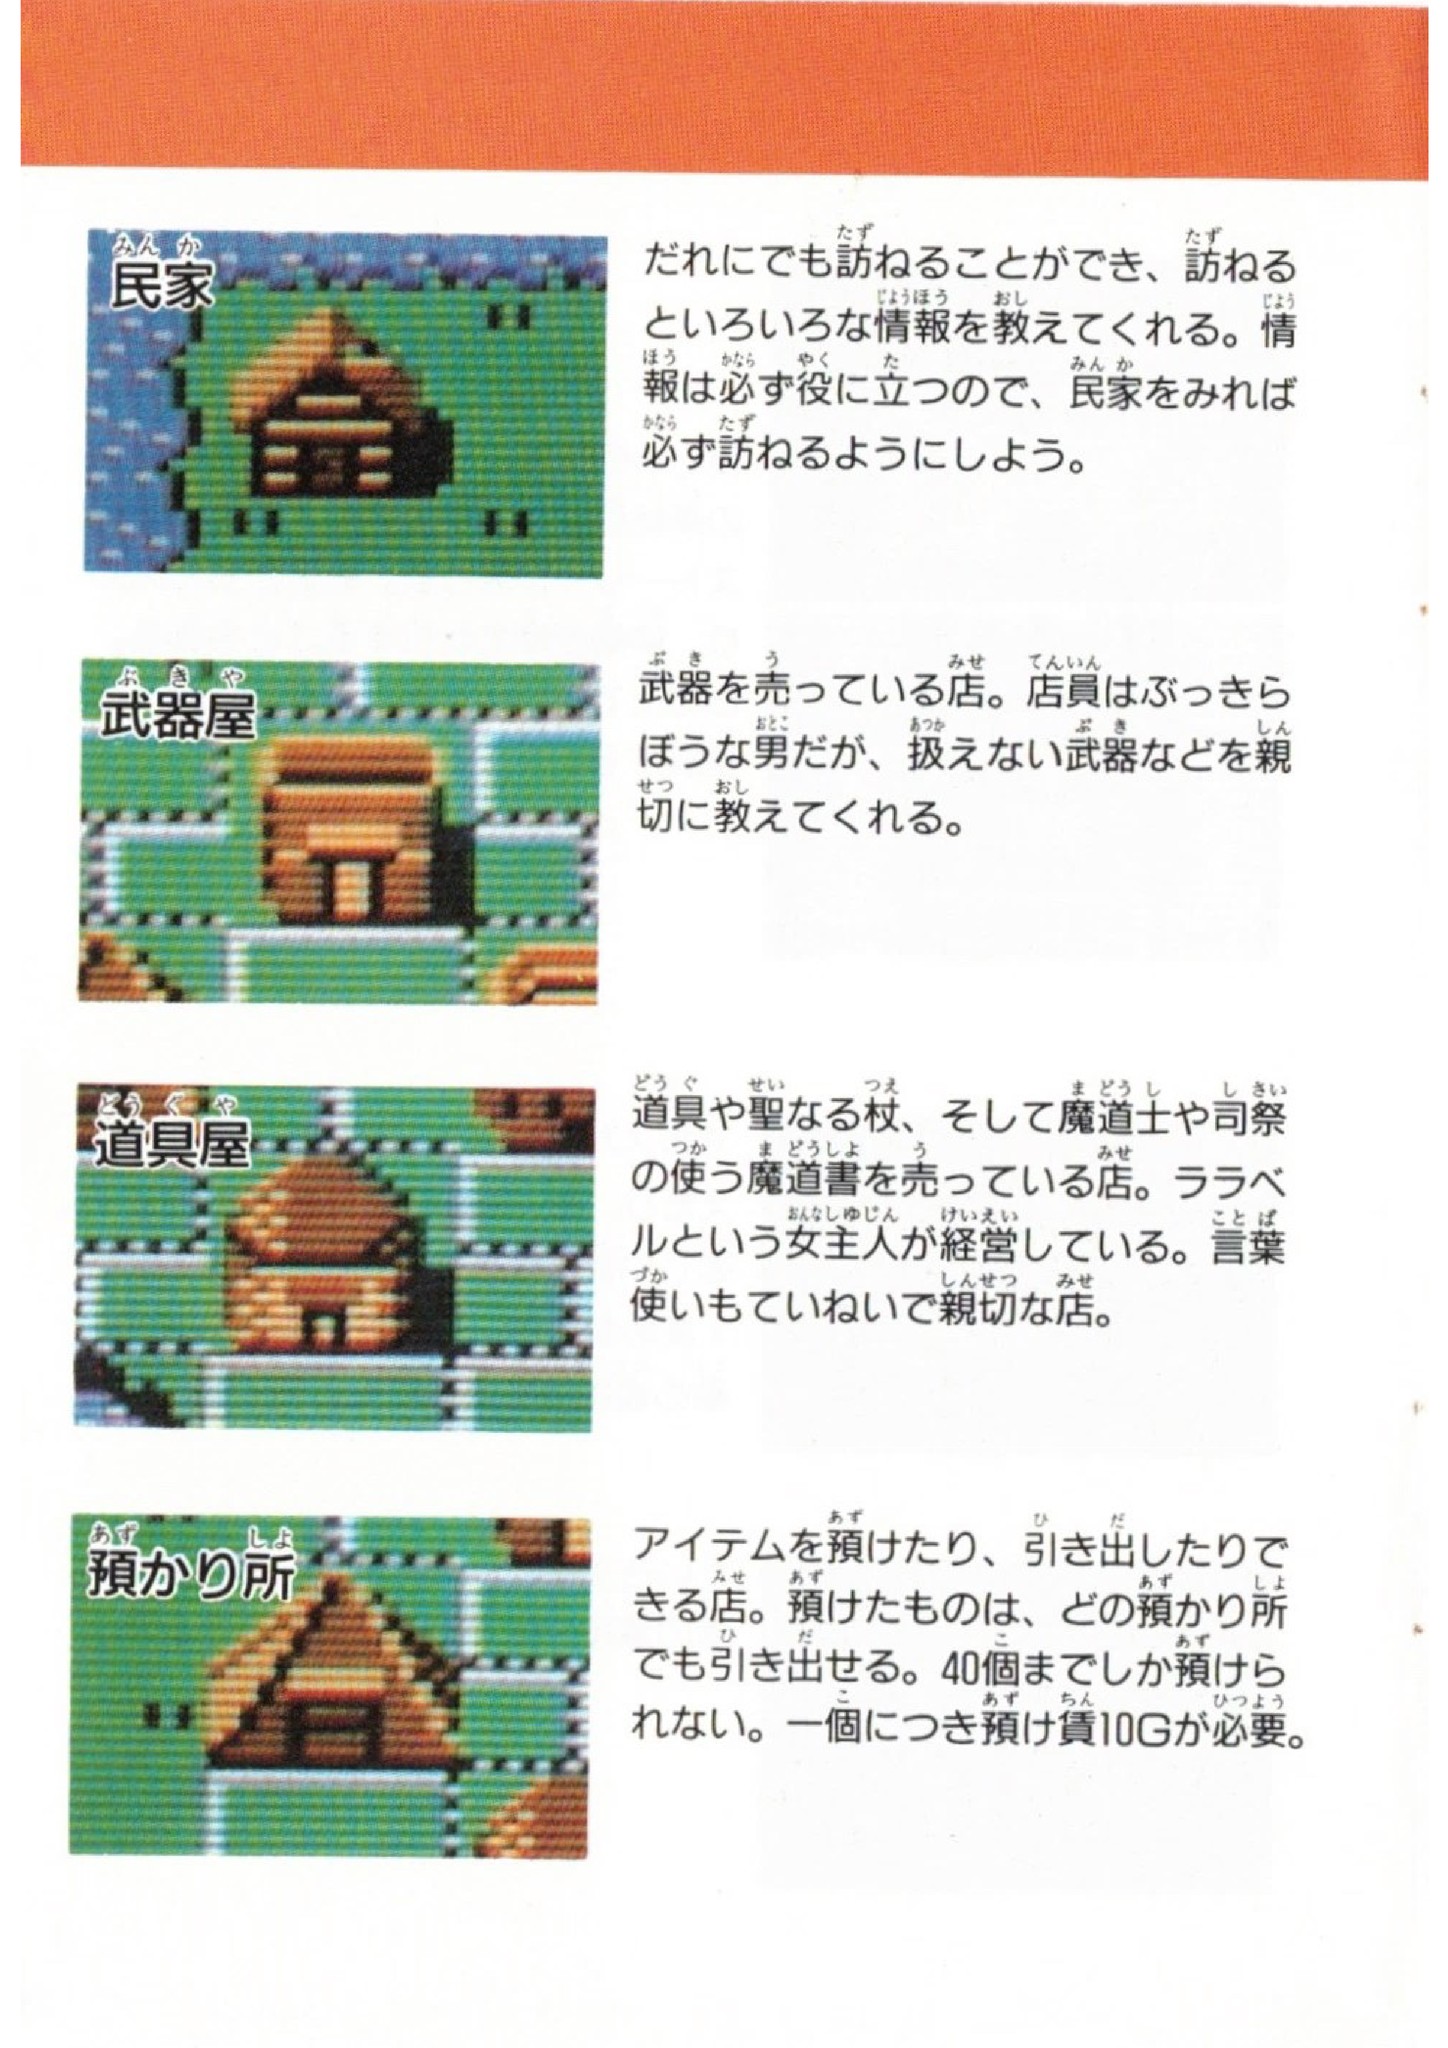 民家
だれにでも訪ねることができ、訪ねる
といろいろな情報を教えてくれる。情
報は必ず役に立つので、民家をみれば
必ず訪ねるようにしよう。
武器屋
武器を売っている店。店員はぶっきら
ぼうな男だが、扱えない武器などを親
切に教えてくれる。
道具屋
道具や聖なる杖、そして魔道士や司祭
の使う魔道書を売っている店。ララベ
ルという女主人が経営している。言葉
使いもていねいで親切な店。
預かり所
アイテムを預けたり、引き出したりで
きる店。預けたものは、どの預かり所
でも引き出せる。40個までしか預けら
れない。一個につき預け賃10Gが必要。